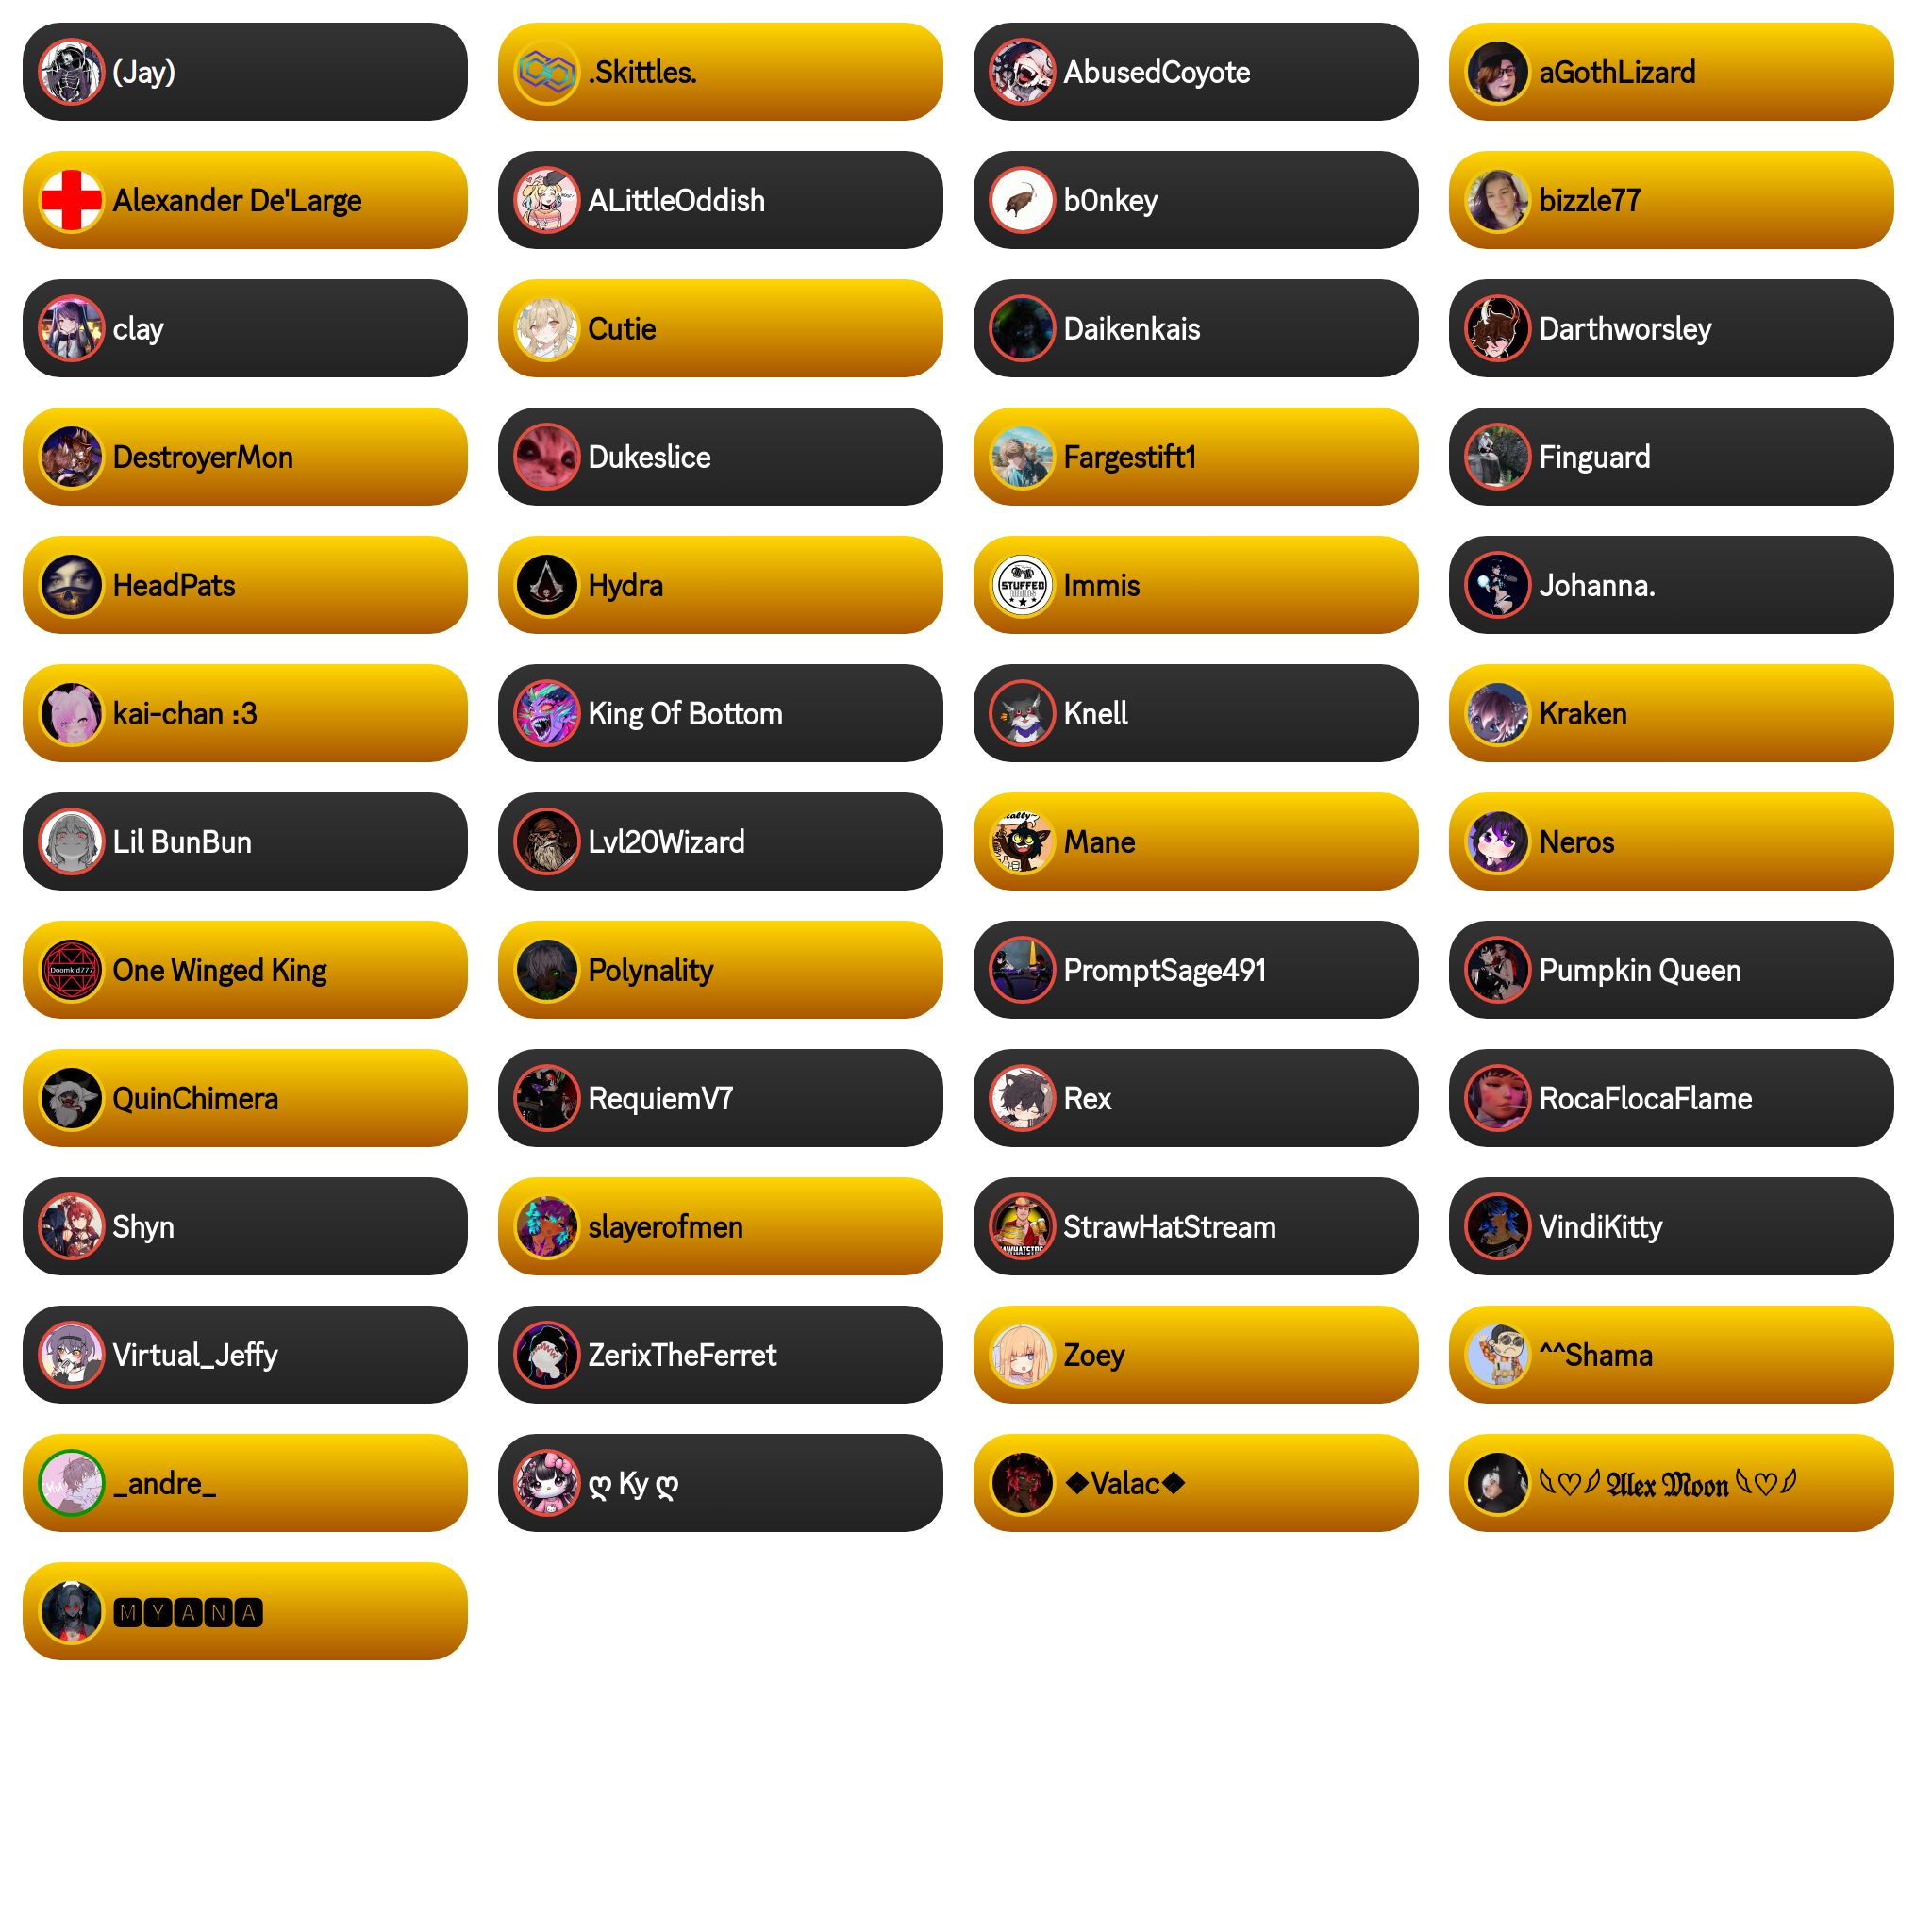 (Jay)
.Skittles.
AbusedCoyote
aGothLizard
Alexander De'Large
ALittleOddish
b0nkey
bizzle77
clay
Cutie
Daikenkais
Darthworsley
DestroyerMon
Dukeslice
Fargestift1
Finguard
HeadPats
Hydra
STUFFED
Immis
Johanna.
kai-chan :3
King Of Bottom
Knell
Kraken
Lil BunBun
Lvl20Wizard
Mane
Neros
Doomkid777
One Winged King
Polynality
PromptSage491
Pumpkin Queen
QuinChimera
RequiemV7
Rex
RocaFlocaFlame
Shyn
slayerofmen
StrawHatStream
VindiKitty
Virtual_Jeffy
ZerixTheFerret
Zoey
^^Shama
_andre_
ღ Ky ღ
❖Valac❖
𓆩♡𓆪 𝕬𝖑𝖊𝖝 𝕸𝖔𝖔𝖓 𓆩♡𓆪
🅼🆈🅰🅽🅰